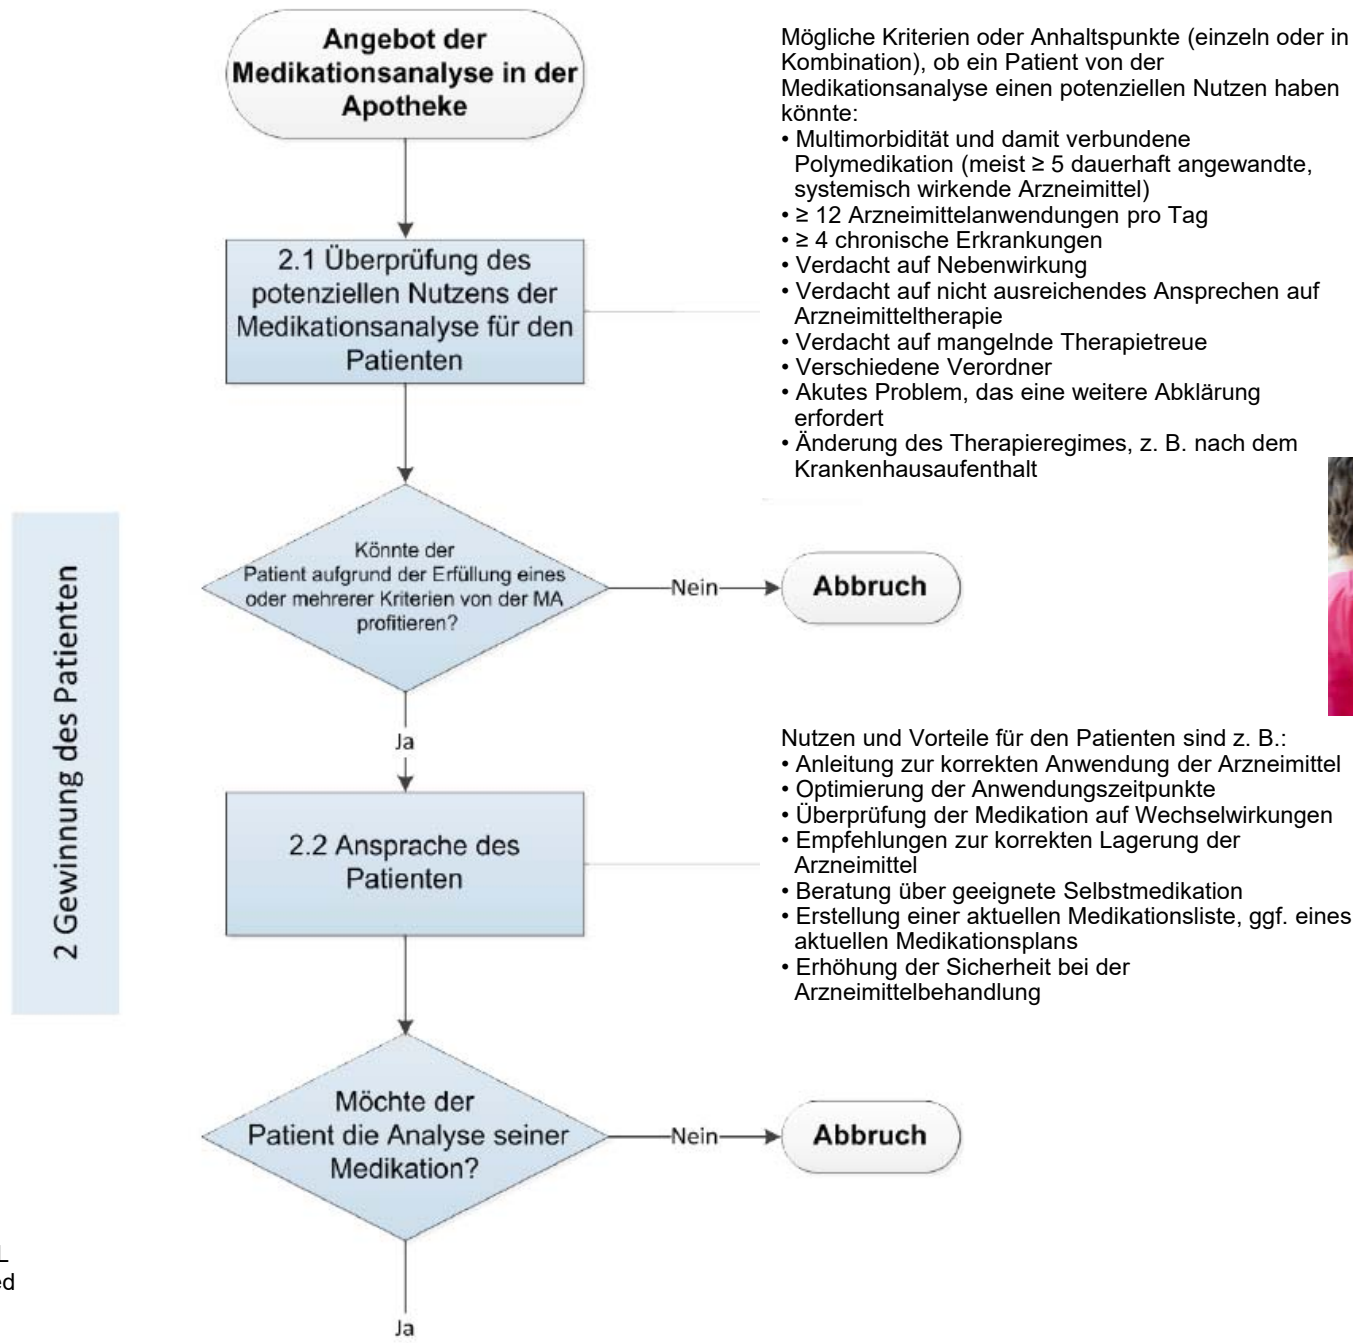 Angebot der
Medikationsanalyse in der
Apotheke
Mögliche Kriterien oder Anhaltspunkte (einzeln oder in
Kombination), ob ein Patient von der
Medikationsanalyse einen potenziellen Nutzen haben
könnte:
• Multimorbidität und damit verbundene
Polymedikation (meist ≥ 5 dauerhaft angewandte,
systemisch wirkende Arzneimittel)
• ≥ 12 Arzneimittelanwendungen pro Tag
• ≥ 4 chronische Erkrankungen
• Verdacht auf Nebenwirkung
• Verdacht auf nicht ausreichendes Ansprechen auf
Arzneimitteltherapie
• Verdacht auf mangelnde Therapietreue
• Verschiedene Verordner
• Akutes Problem, das eine weitere Abklärung
erfordert
• Änderung des Therapieregimes, z. B. nach dem
Krankenhausaufenthalt
2.1 Überprüfung des
potenziellen Nutzens der
Medikationsanalyse für den
Patienten
2 Gewinnung des Patienten
Könnte der
Patient aufgrund der Erfüllung eines
oder mehrerer Kriterien von der MA
profitieren?
Nein
Abbruch
Ja
2.2 Ansprache des
Patienten
Nutzen und Vorteile für den Patienten sind z. B.:
• Anleitung zur korrekten Anwendung der Arzneimittel
• Optimierung der Anwendungszeitpunkte
• Überprüfung der Medikation auf Wechselwirkungen
• Empfehlungen zur korrekten Lagerung der
Arzneimittel
• Beratung über geeignete Selbstmedikation
• Erstellung einer aktuellen Medikationsliste, ggf. eines
aktuellen Medikationsplans
• Erhöhung der Sicherheit bei der
Arzneimittelbehandlung
Möchte der
Patient die Analyse seiner
Medikation?
Nein
Abbruch
Ja